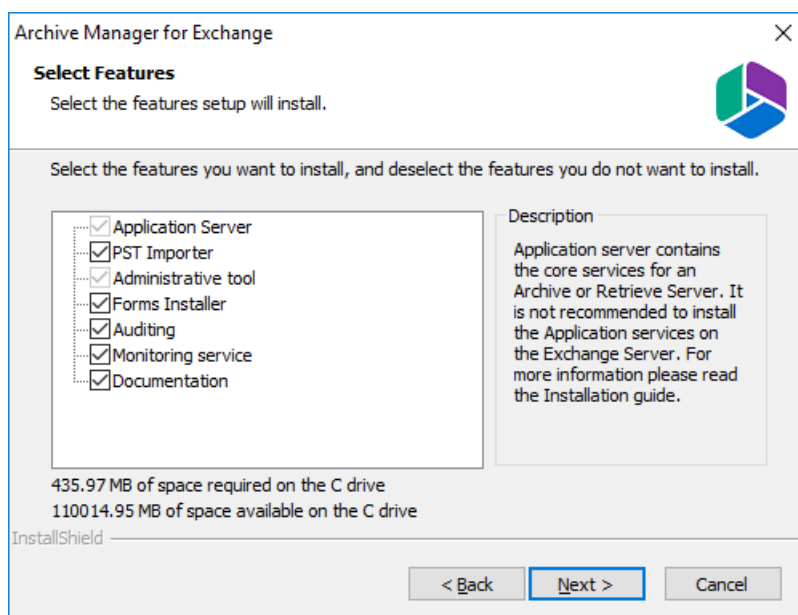 Archive Manager for Exchange
Select Features
Select the features setup will install.
Select the features you want to install, and deselect the features you do not want to install.
Application Server
PST Importer
Administrative tool
Forms Installer
Auditing
Monitoring service
Documentation
Description
Application server contains
the core services for an
Archive or Retrieve Server. It
is not recommended to install
the Application services on
the Exchange Server. For
more information please read
the Installation guide.
435.97 MB of space required on the C drive
110014.95 MB of space available on the C drive
InstallShield
< Back
Next >
Cancel